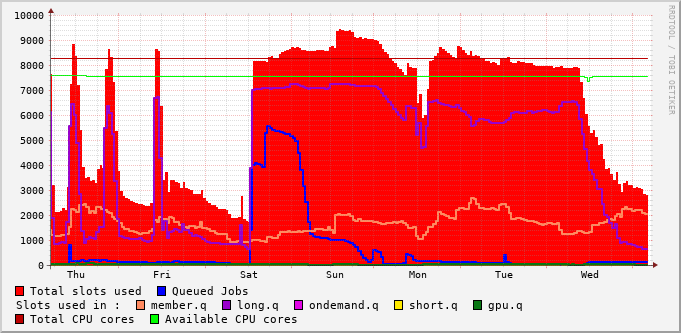 10000
9000
8000
7000
6000
5000
4000
3000
2000
1000
0
Thu Fri Sat Sun Mon Tue Wed
RRDTOOL / TOBI OETIKER
Total slots used Queued Jobs
Slots used in : member.q long.q ondemand.q short.q gpu.q
Total CPU cores Available CPU cores